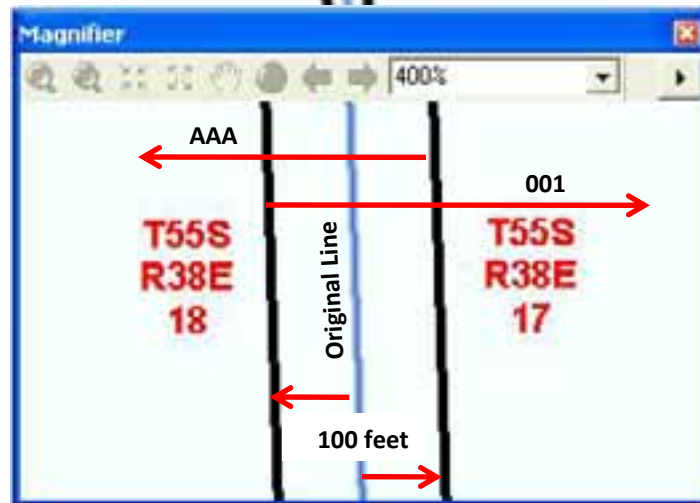 Magnifier
400%
AAA
001
T55S
R38E
18
Original Line
T55S
R38E
17
100 feet